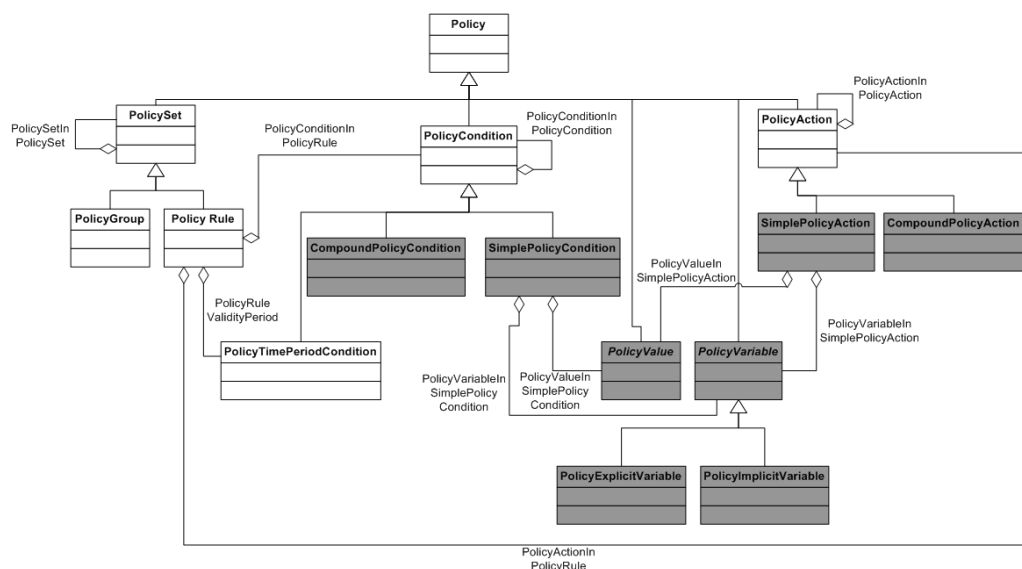 Policy
PolicyActionIn
PolicyAction
PolicySet
PolicySetIn
PolicySet
PolicyConditionIn
PolicyRule
PolicyCondition
PolicyConditionIn
PolicyCondition
PolicyAction
PolicyGroup
Policy Rule
CompoundPolicyCondition
SimplePolicyCondition
SimplePolicyAction
CompoundPolicyAction
PolicyValueIn
SimplePolicyAction
PolicyRule
ValidityPeriod
PolicyVariableIn
SimplePolicyAction
PolicyTimePeriodCondition
PolicyValue
PolicyVariable
PolicyVariableIn
SimplePolicy
Condition
PolicyValueIn
SimplePolicy
Condition
PolicyExplicitVariable
PolicyImplicitVariable
PolicyActionIn
PolicyRule